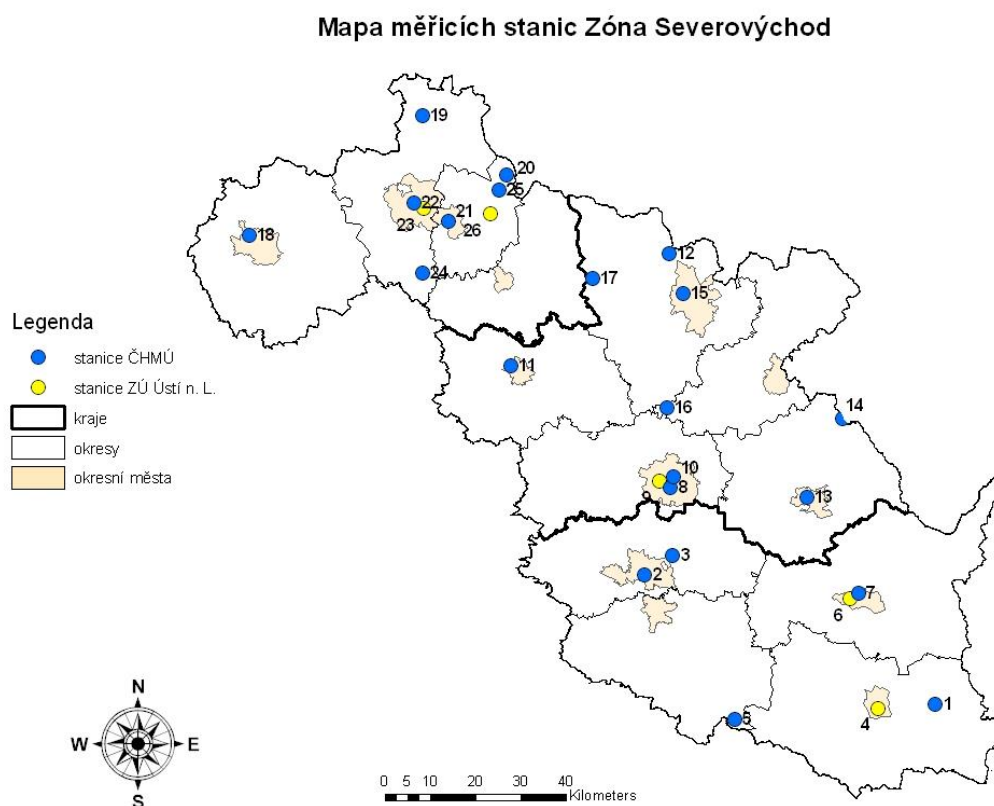 Mapa měřicích stanic Zóna Severovýchod
19
20
25
22
21
23
26
18
12
17
24
15
11
16
14
10
9
8
13
3
2
7
6
1
4
5
Legenda
stanice ČHMÚ
stanice ZÚ Ústí n. L.
kraje
okresy
okresní města
N
W
E
S
0 5 10 20 30 40
Kilometers